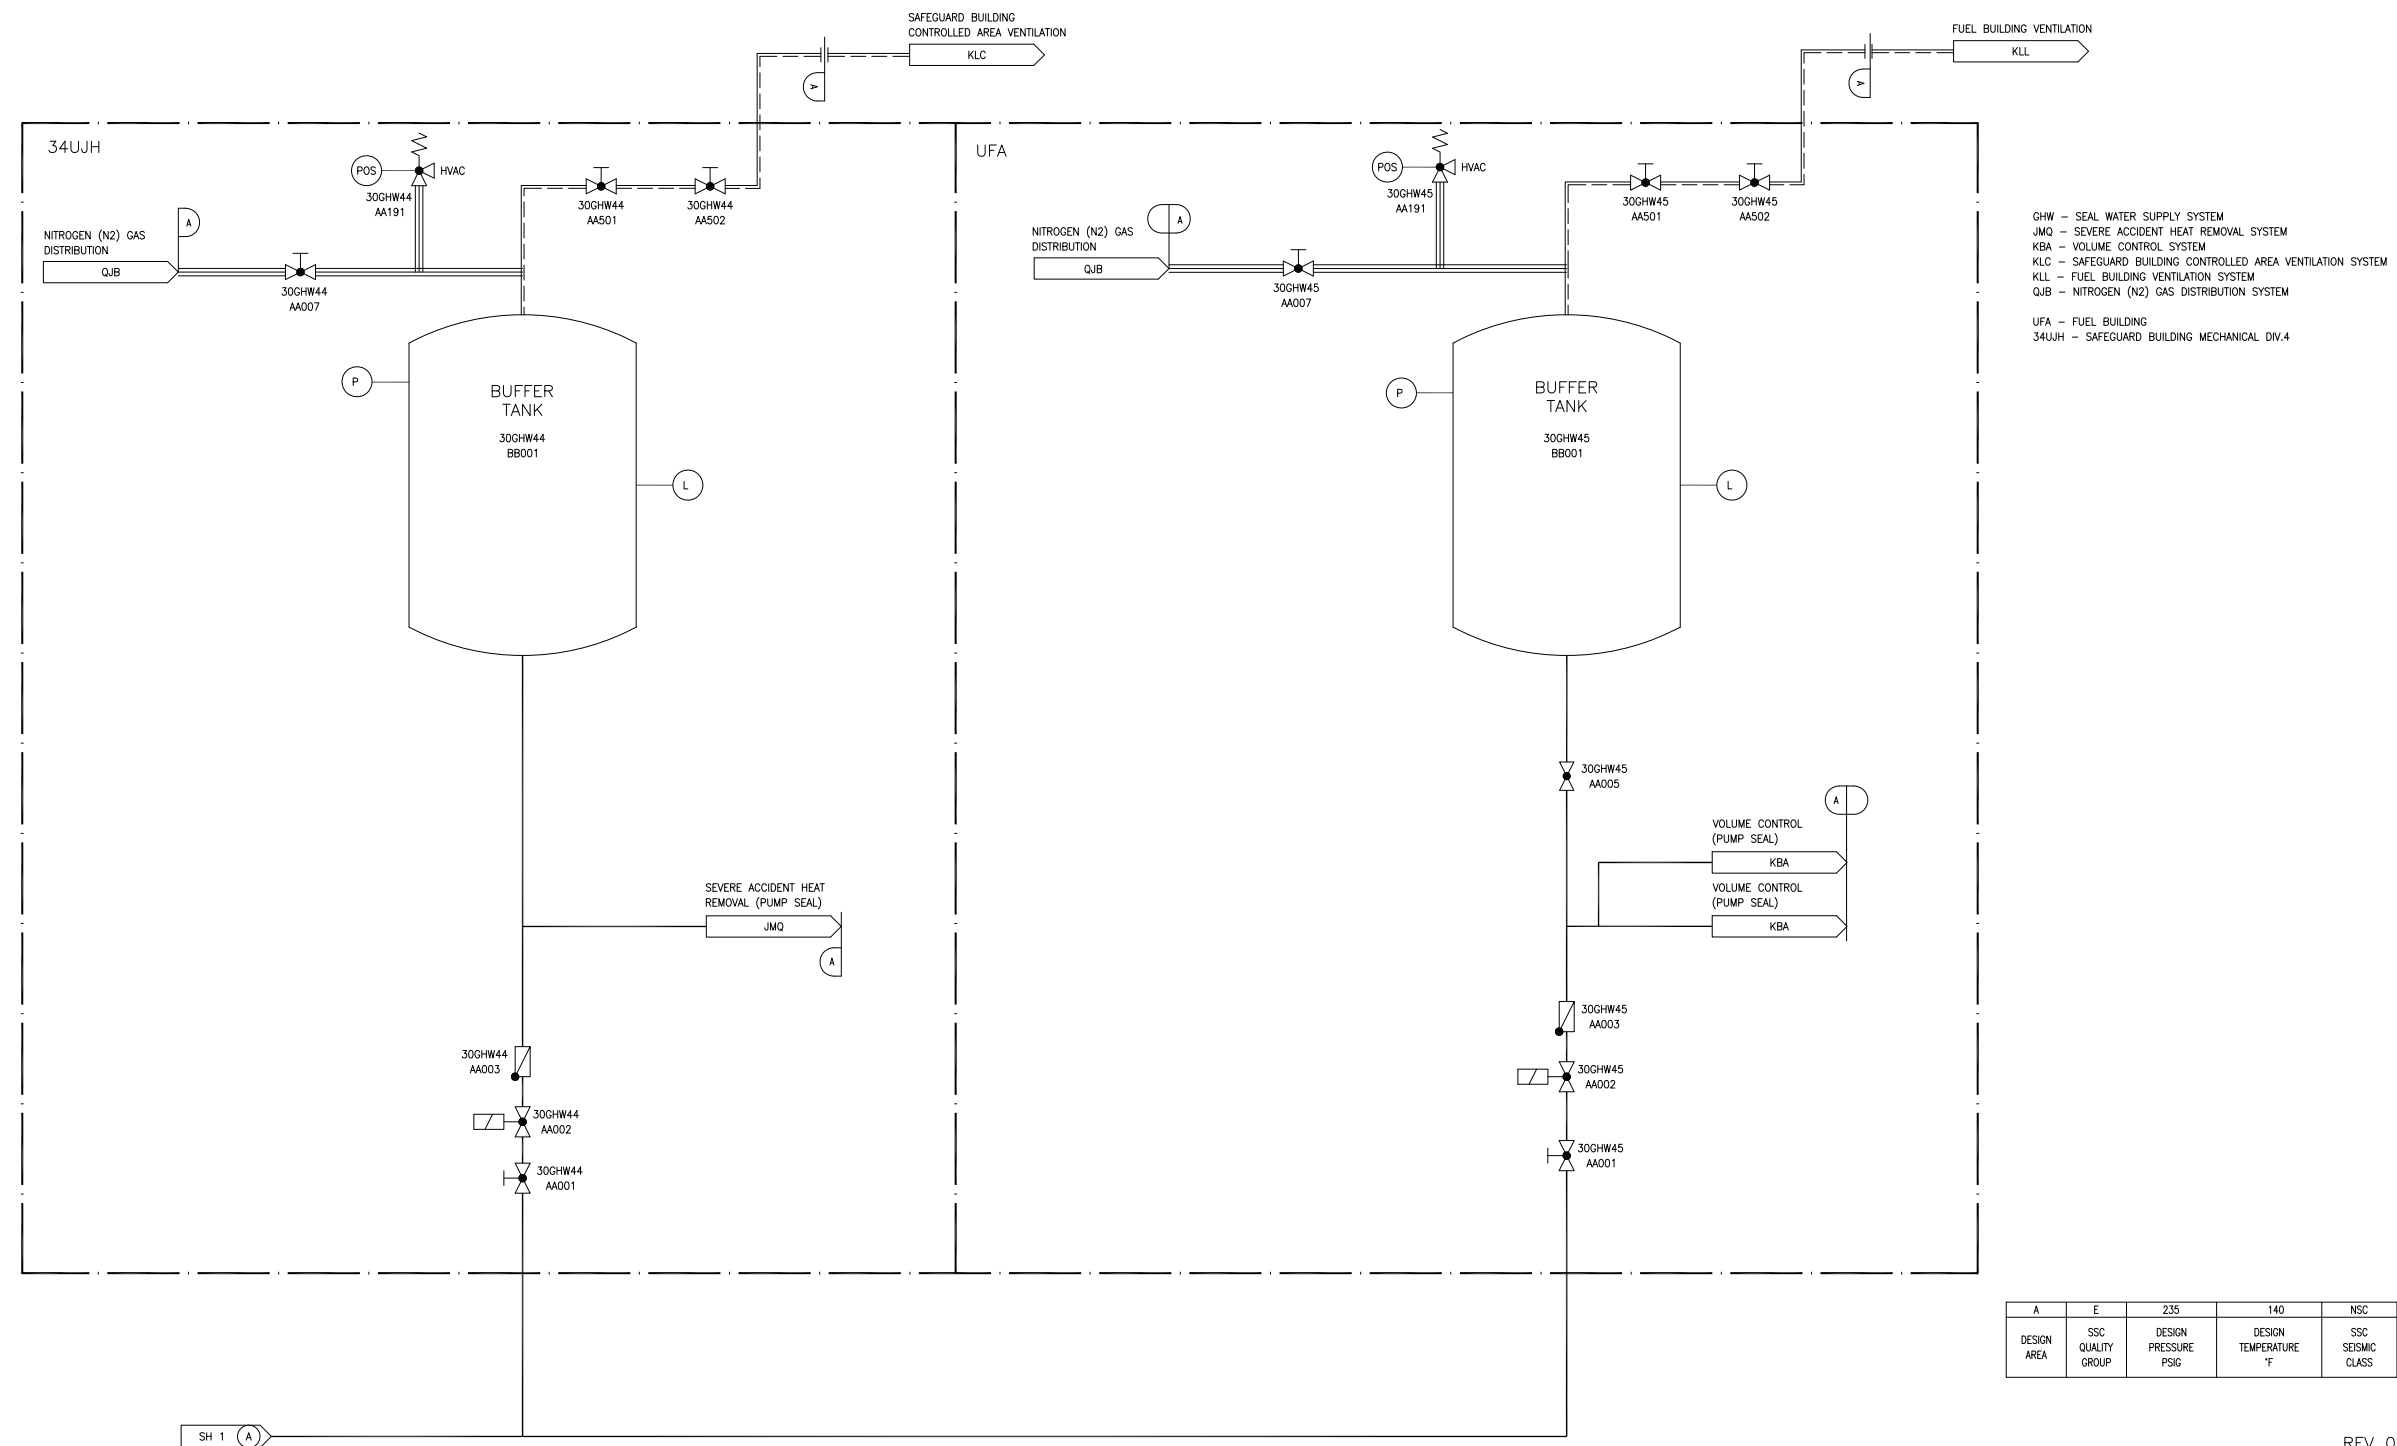 SAFEGUARD BUILDING
CONTROLLED AREA VENTILATION
KLC
A
FUEL BUILDING VENTILATION
KLL
A
34UJH
POS
HVAC
30GHW44
AA191
30GHW44
AA501
30GHW44
AA502
A
NITROGEN (N2) GAS
DISTRIBUTION
QJB
30GHW44
AA007
P
BUFFER
TANK
30GHW44
BB001
L
SEVERE ACCIDENT HEAT
REMOVAL (PUMP SEAL)
JMQ
A
30GHW44
AA003
30GHW44
AA002
30GHW44
AA001
UFA
POS
HVAC
30GHW45
AA191
30GHW45
AA501
30GHW45
AA502
A
NITROGEN (N2) GAS
DISTRIBUTION
QJB
30GHW45
AA007
P
BUFFER
TANK
30GHW45
BB001
L
30GHW45
AA005
A
VOLUME CONTROL
(PUMP SEAL)
KBA
VOLUME CONTROL
(PUMP SEAL)
KBA
30GHW45
AA003
30GHW45
AA002
30GHW45
AA001
GHW – SEAL WATER SUPPLY SYSTEM
JMQ – SEVERE ACCIDENT HEAT REMOVAL SYSTEM
KBA – VOLUME CONTROL SYSTEM
KLC – SAFEGUARD BUILDING CONTROLLED AREA VENTILATION SYSTEM
KLL – FUEL BUILDING VENTILATION SYSTEM
QJB – NITROGEN (N2) GAS DISTRIBUTION SYSTEM
UFA – FUEL BUILDING
34UJH – SAFEGUARD BUILDING MECHANICAL DIV.4
A E 235 140 NSC
DESIGN
AREA
SSC
QUALITY
GROUP
DESIGN
PRESSURE
PSIG
DESIGN
TEMPERATURE
°F
SSC
SEISMIC
CLASS
SH 1 A
REV 0